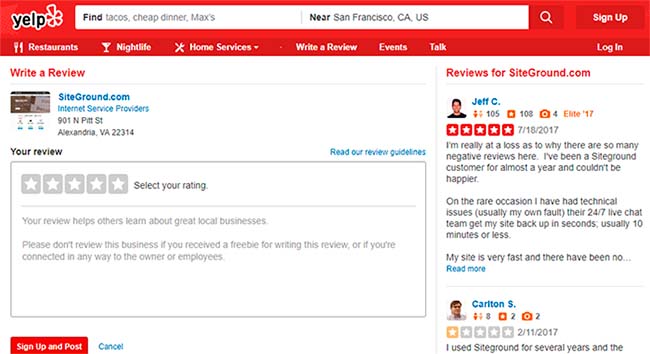 yelp
Find tacos, cheap dinner, Max's
Near San Francisco, CA, US
Sign Up
Restaurants
Nightlife
Home Services
Write a Review
Events
Talk
Log In
Write a Review
SiteGround.com
Internet Service Providers
901 N Pitt St
Alexandria, VA 22314
Your review
Read our review guidelines
Select your rating.
Your review helps others learn about great local businesses.
Please don't review this business if you received a freebie for writing this review, or if you're
connected in any way to the owner or employees.
Sign Up and Post
Cancel
Reviews for SiteGround.com
Jeff C.
105 108 4 Elite '17
7/18/2017
I'm really at a loss as to why there are so many
negative reviews here. I've been a Siteground
customer for almost a year and couldn't be
happier.
On the rare occasion I have had technical
issues (usually my own fault) their 24/7 live chat
team get my site back up in seconds; usually 10
minutes or less.
My site is very fast and there have been no…
Read more
Carlton S.
8 2 2
2/11/2017
I used Siteground for several years and the